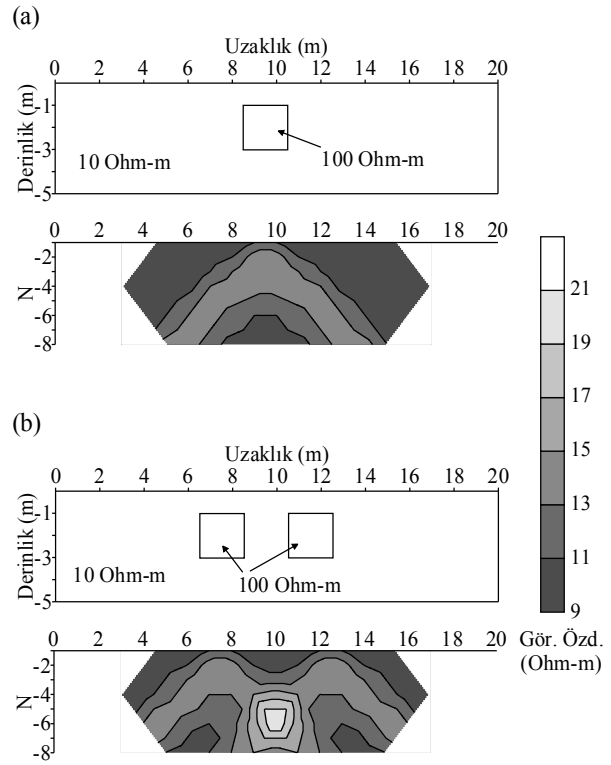 (a)
Uzaklık (m)
0 2 4 6 8 10 12 14 16 18 20
Derinlik (m)
-1
-3
-5
10 Ohm-m
100 Ohm-m
0 2 4 6 8 10 12 14 16 18 20
N
-2
-4
-6
-8
(b)
Uzaklık (m)
0 2 4 6 8 10 12 14 16 18 20
Derinlik (m)
-1
-3
-5
10 Ohm-m
100 Ohm-m
0 2 4 6 8 10 12 14 16 18 20
N
-2
-4
-6
-8
21
19
17
15
13
11
9
Gör. Özd.
(Ohm-m)